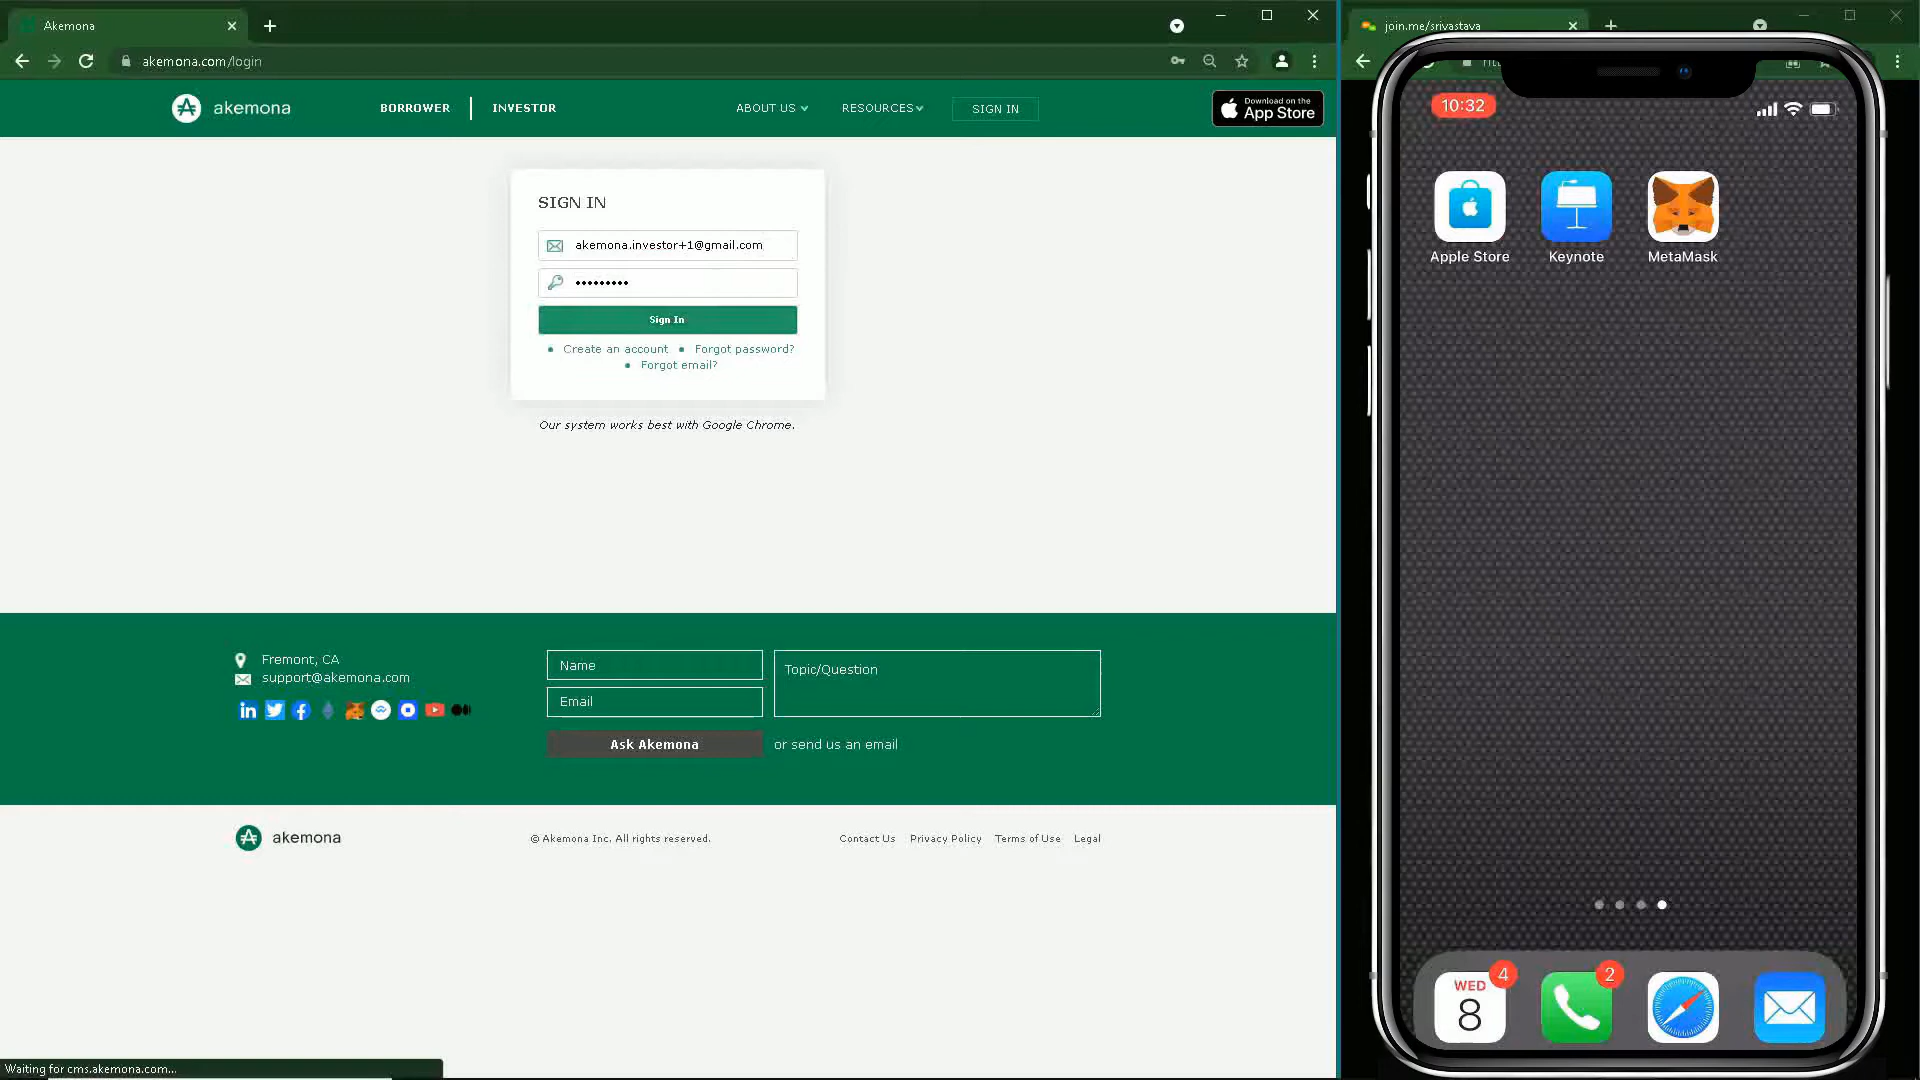 Akemona
akemona.com/login
akemona
BORROWER
INVESTOR
ABOUT US
RESOURCES
SIGN IN
Download on the
App Store
SIGN IN
akemona.investor+1@gmail.com
•••••••••
Sign In
Create an account
Forgot password?
Forgot email?
Our system works best with Google Chrome.
Fremont, CA
support@akemona.com
Name
Email
Topic/Question
Ask Akemona
or send us an email
akemona
© Akemona Inc. All rights reserved.
Contact Us
Privacy Policy
Terms of Use
Legal
Waiting for cms.akemona.com...
join.me/srivastava
10:32
Apple Store
Keynote
MetaMask
4
2
WED
8